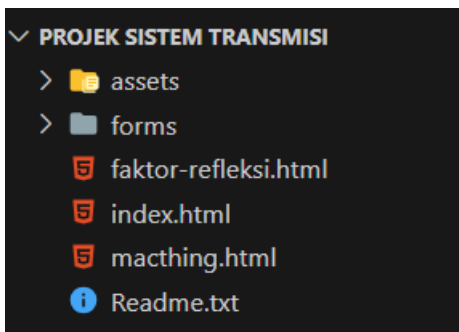 PROJEK SISTEM TRANSMISI
assets
forms
faktor-refleksi.html
index.html
macthing.html
Readme.txt